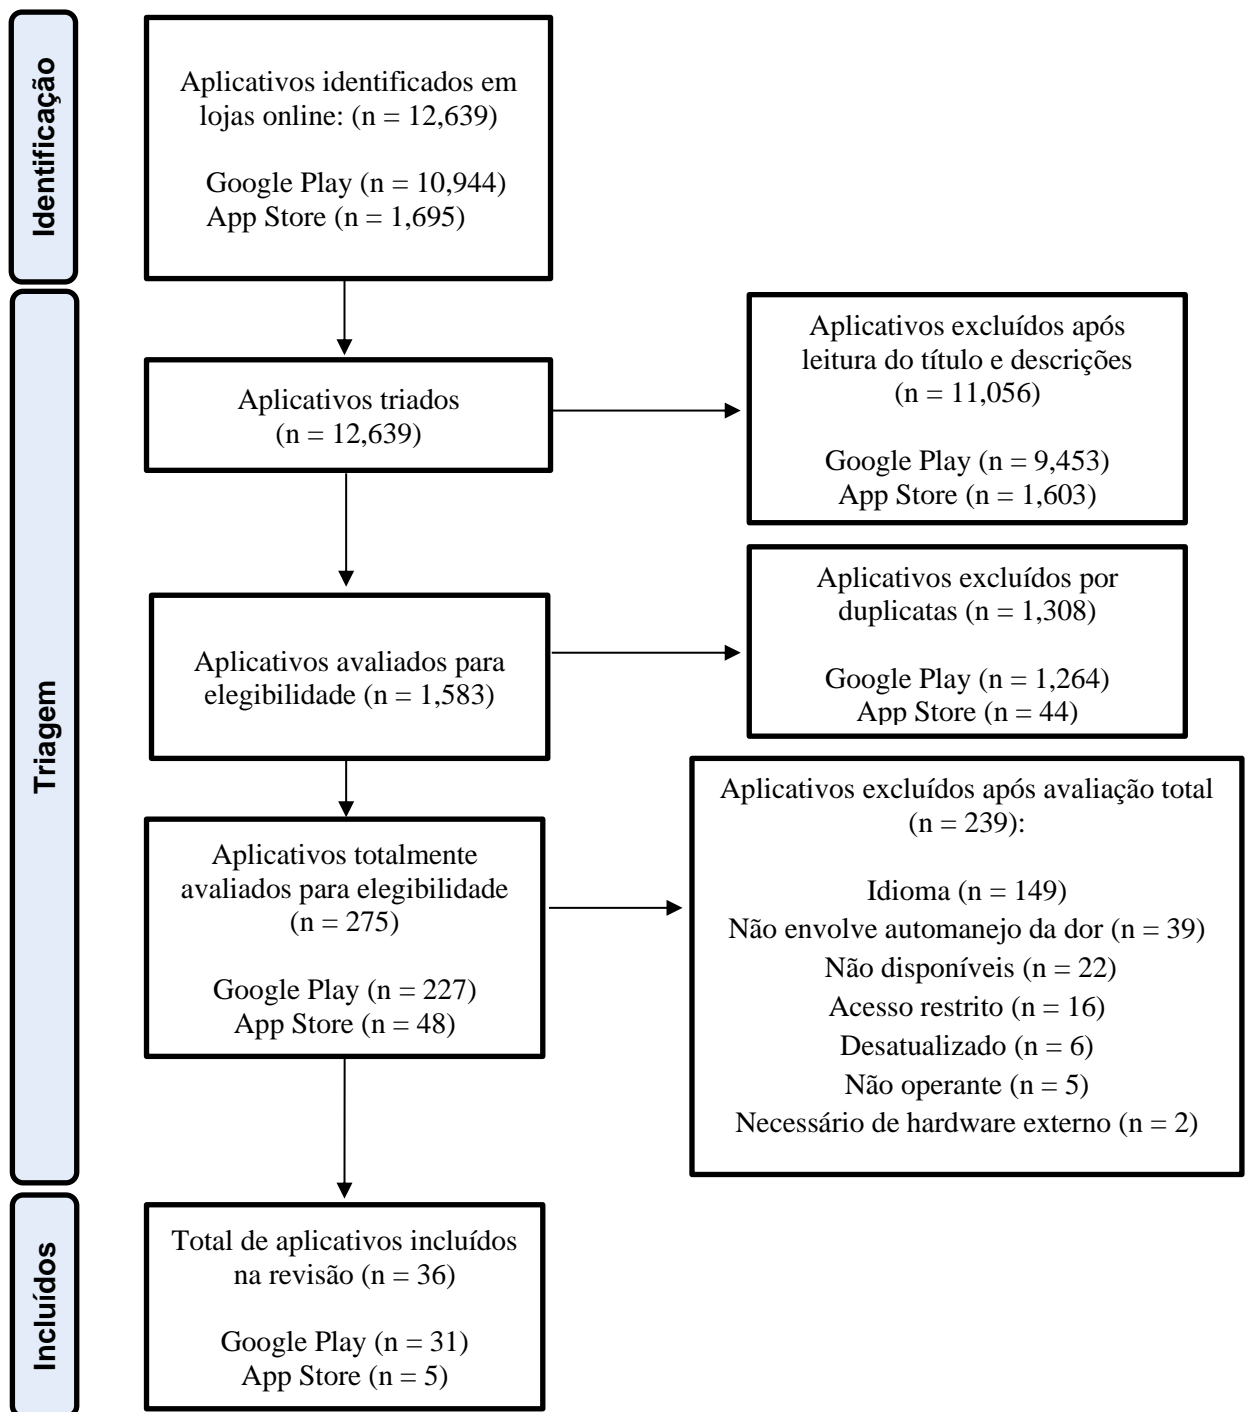 Identificação
Aplicativos identificados em
lojas online: (n = 12,639)
Google Play (n = 10,944)
App Store (n = 1,695)
Triagem
Aplicativos triados
(n = 12,639)
Aplicativos excluídos após
leitura do título e descrições
(n = 11,056)
Google Play (n = 9,453)
App Store (n = 1,603)
Aplicativos avaliados para
elegibilidade (n = 1,583)
Aplicativos excluídos por
duplicatas (n = 1,308)
Google Play (n = 1,264)
App Store (n = 44)
Aplicativos totalmente
avaliados para elegibilidade
(n = 275)
Google Play (n = 227)
App Store (n = 48)
Aplicativos excluídos após avaliação total
(n = 239):
Idioma (n = 149)
Não envolve automanejo da dor (n = 39)
Não disponíveis (n = 22)
Acesso restrito (n = 16)
Desatualizado (n = 6)
Não operante (n = 5)
Necessário de hardware externo (n = 2)
Incluídos
Total de aplicativos incluídos
na revisão (n = 36)
Google Play (n = 31)
App Store (n = 5)